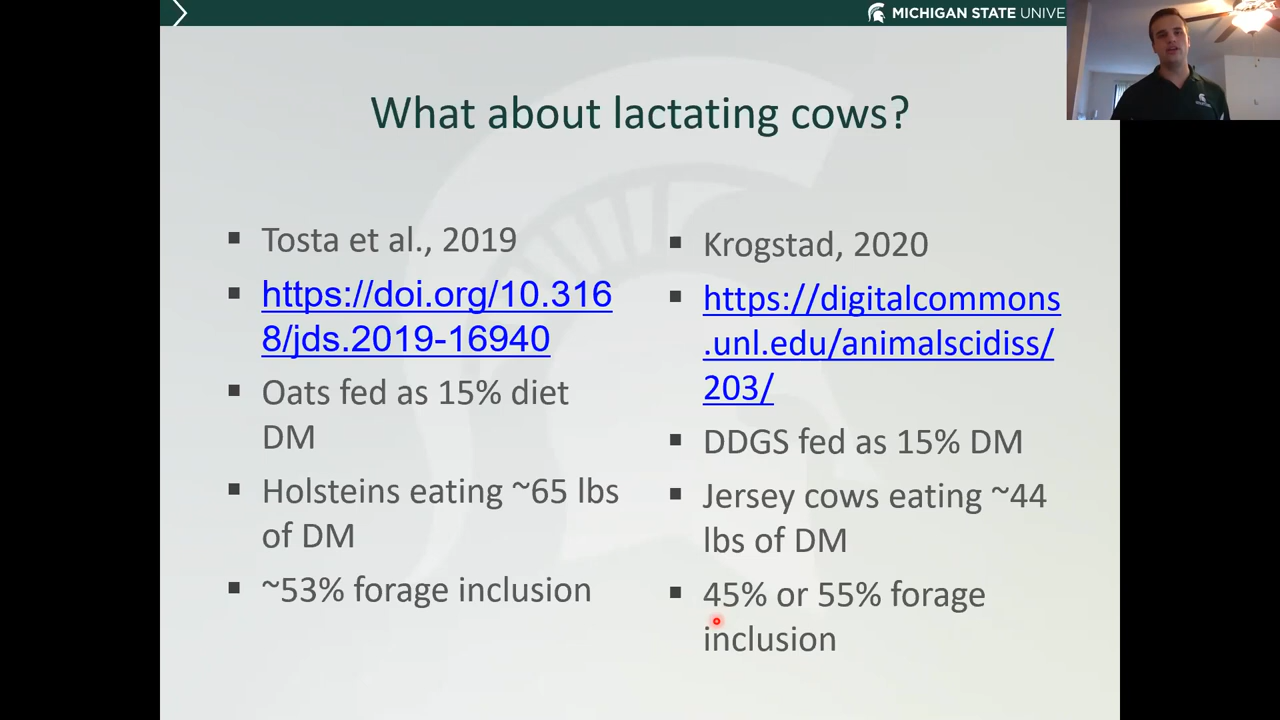 MICHIGAN STATE UNIVE
What about lactating cows?
Tosta et al., 2019
https://doi.org/10.316
8/jds.2019-16940
Oats fed as 15% diet
DM
Holsteins eating ~65 lbs
of DM
~53% forage inclusion
Krogstad, 2020
https://digitalcommons
.unl.edu/animalscidiss/
203/
DDGS fed as 15% DM
Jersey cows eating ~44
lbs of DM
45% or 55% forage
inclusion